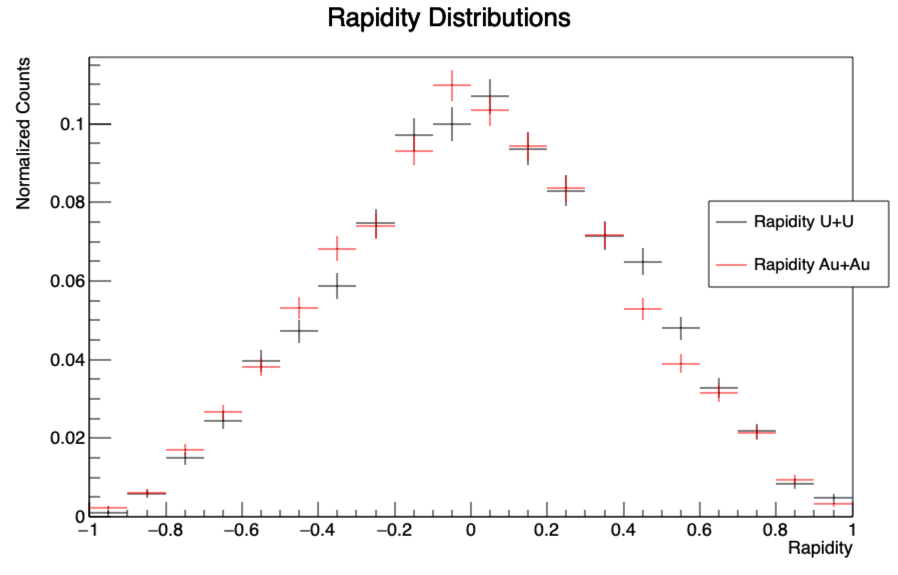 Rapidity Distributions
Normalized Counts
0.1
0.08
0.06
0.04
0.02
0
−1 −0.8 −0.6 −0.4 −0.2 0 0.2 0.4 0.6 0.8 1
Rapidity
Rapidity U+U
Rapidity Au+Au